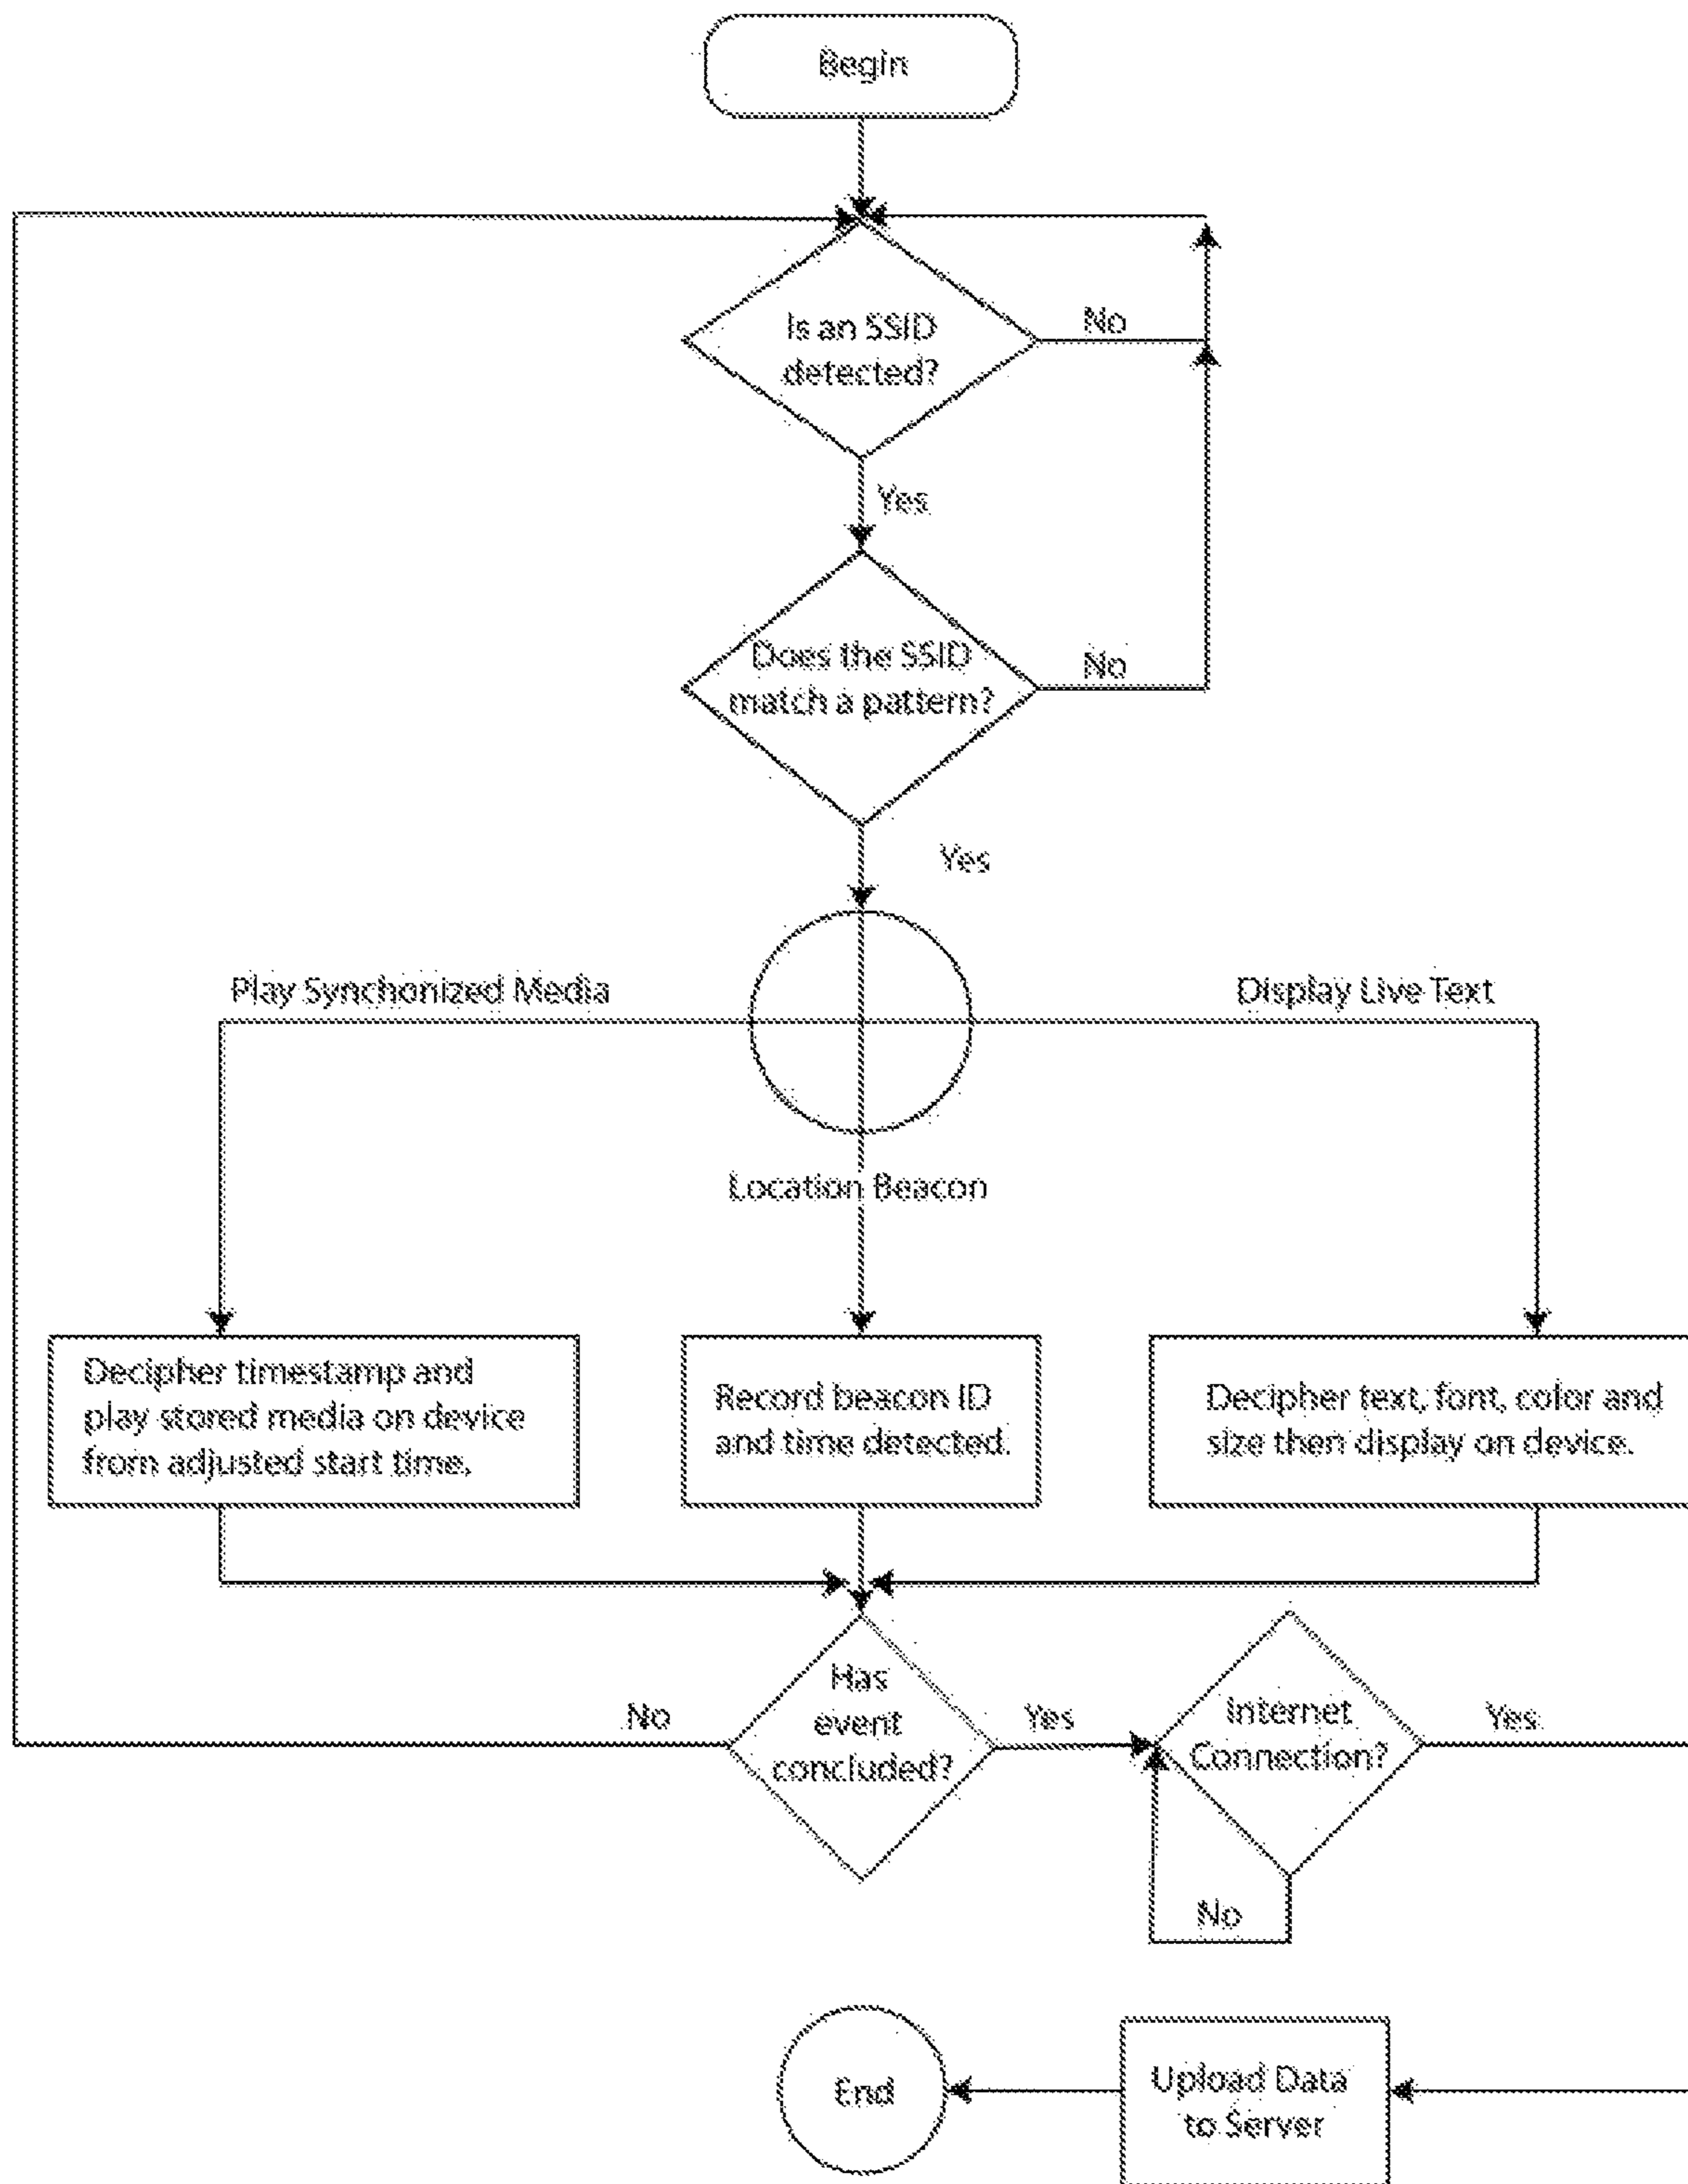 Begin
Is an SSID
detected?
No
Yes
Does the SSID
match a pattern?
No
Yes
Play Synchonized Media
Display Live Text
Location Beacon
Decipher timestamp and
play stored media on device
from adjusted start time.
Record beacon ID
and time detected.
Decipher text, font, color and
size then display on device.
Has
event
concluded?
No
Yes
Internet
Connection?
Yes
No
End
Upload Data
to Server